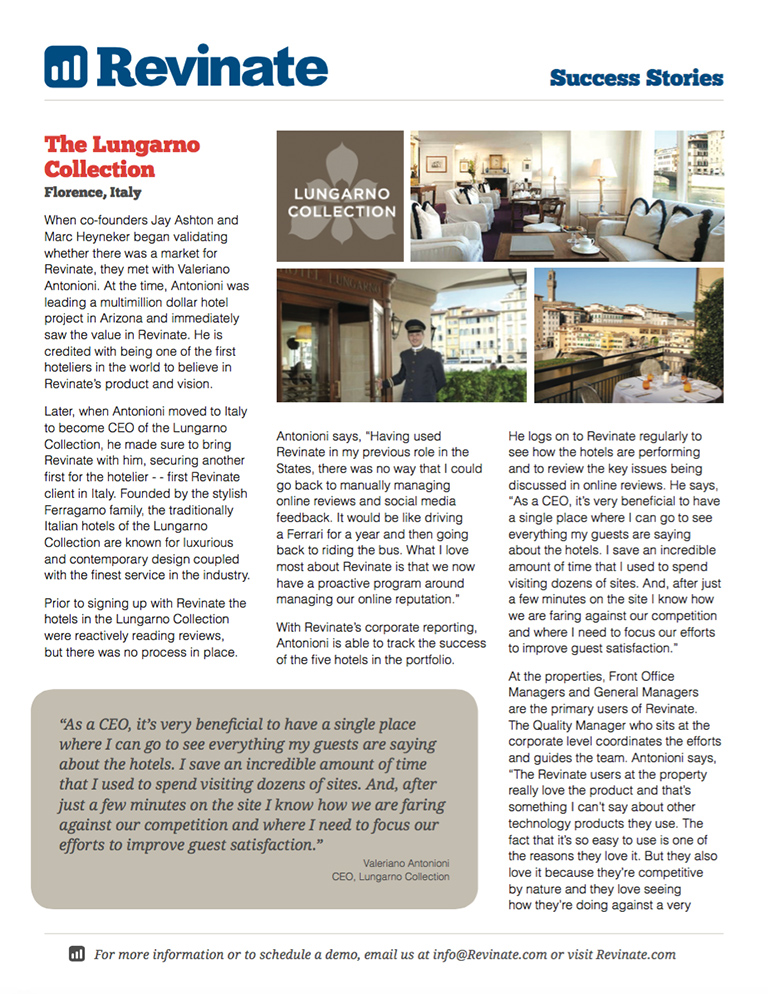 Revinate
Success Stories
The Lungarno
Collection
Florence, Italy
When co-founders Jay Ashton and
Marc Heyneker began validating
whether there was a market for
Revinate, they met with Valeriano
Antonioni. At the time, Antonioni was
leading a multimillion dollar hotel
project in Arizona and immediately
saw the value in Revinate. He is
credited with being one of the first
hoteliers in the world to believe in
Revinate’s product and vision.
Later, when Antonioni moved to Italy
to become CEO of the Lungarno
Collection, he made sure to bring
Revinate with him, securing another
first for the hotelier - - first Revinate
client in Italy. Founded by the stylish
Ferragamo family, the traditionally
Italian hotels of the Lungarno
Collection are known for luxurious
and contemporary design coupled
with the finest service in the industry.
Prior to signing up with Revinate the
hotels in the Lungarno Collection
were reactively reading reviews,
but there was no process in place.
LUNGARNO
COLLECTION
HOTEL LUNGARNO
Antonioni says, “Having used
Revinate in my previous role in the
States, there was no way that I could
go back to manually managing
online reviews and social media
feedback. It would be like driving
a Ferrari for a year and then going
back to riding the bus. What I love
most about Revinate is that we now
have a proactive program around
managing our online reputation.”
With Revinate’s corporate reporting,
Antonioni is able to track the success
of the five hotels in the portfolio.
He logs on to Revinate regularly to
see how the hotels are performing
and to review the key issues being
discussed in online reviews. He says,
“As a CEO, it’s very beneficial to have
a single place where I can go to see
everything my guests are saying
about the hotels. I save an incredible
amount of time that I used to spend
visiting dozens of sites. And, after just
a few minutes on the site I know how
we are faring against our competition
and where I need to focus our efforts
to improve guest satisfaction.”
At the properties, Front Office
Managers and General Managers
are the primary users of Revinate.
The Quality Manager who sits at the
corporate level coordinates the efforts
and guides the team. Antonioni says,
“The Revinate users at the property
really love the product and that’s
something I can’t say about other
technology products they use. The
fact that it’s so easy to use is one of
the reasons they love it. But they also
love it because they’re competitive
by nature and they love seeing
how they’re doing against a very
“As a CEO, it’s very beneficial to have a single place
where I can go to see everything my guests are saying
about the hotels. I save an incredible amount of time
that I used to spend visiting dozens of sites. And, after
just a few minutes on the site I know how we are faring
against our competition and where I need to focus our
efforts to improve guest satisfaction.”
Valeriano Antonioni
CEO, Lungarno Collection
For more information or to schedule a demo, email us at info@Revinate.com or visit Revinate.com